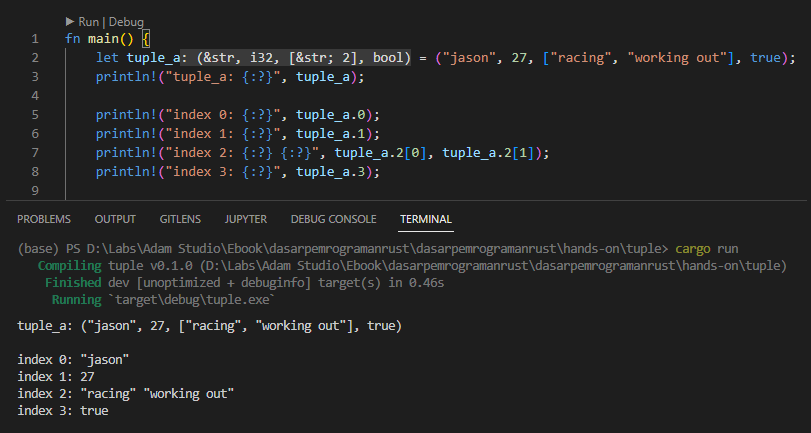 ▶ Run | Debug
1 fn main() {
2 let tuple_a: (&str, i32, [&str; 2], bool) = ("jason", 27, ["racing", "working out"], true);
3 println!("tuple_a: {:?}", tuple_a);
4
5 println!("index 0: {:?}", tuple_a.0);
6 println!("index 1: {:?}", tuple_a.1);
7 println!("index 2: {:?} {:?}", tuple_a.2[0], tuple_a.2[1]);
8 println!("index 3: {:?}", tuple_a.3);
9
PROBLEMS OUTPUT GITLENS JUPYTER DEBUG CONSOLE TERMINAL
(base) PS D:\Labs\Adam Studio\Ebook\dasarpemrogramanrust\dasarpemrogramanrust\hands-on\tuple> cargo run
Compiling tuple v0.1.0 (D:\Labs\Adam Studio\Ebook\dasarpemrogramanrust\dasarpemrogramanrust\hands-on\tuple)
Finished dev [unoptimized + debuginfo] target(s) in 0.46s
Running `target\debug\tuple.exe`
tuple_a: ("jason", 27, ["racing", "working out"], true)
index 0: "jason"
index 1: 27
index 2: "racing" "working out"
index 3: true